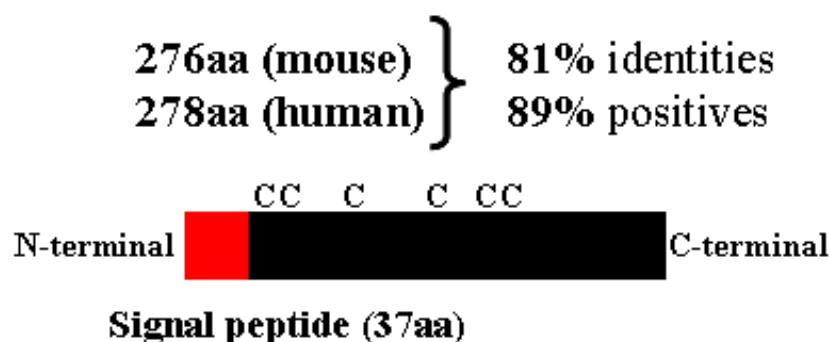 276aa (mouse)
278aa (human)
81% identities
89% positives
CC C C CC
N-terminal
C-terminal
Signal peptide (37aa)